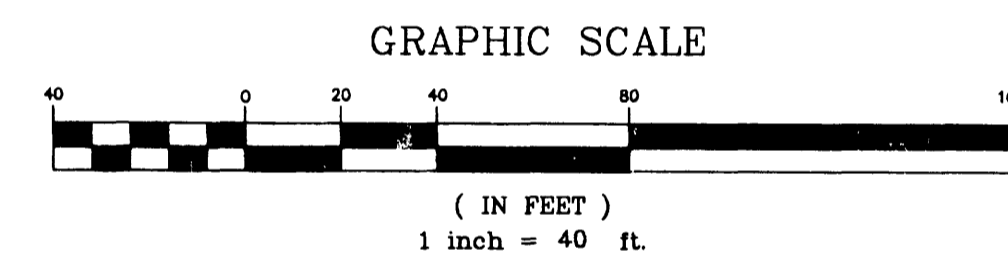 GRAPHIC SCALE
40 0 20 40 80
( IN FEET )
1 inch = 40 ft.